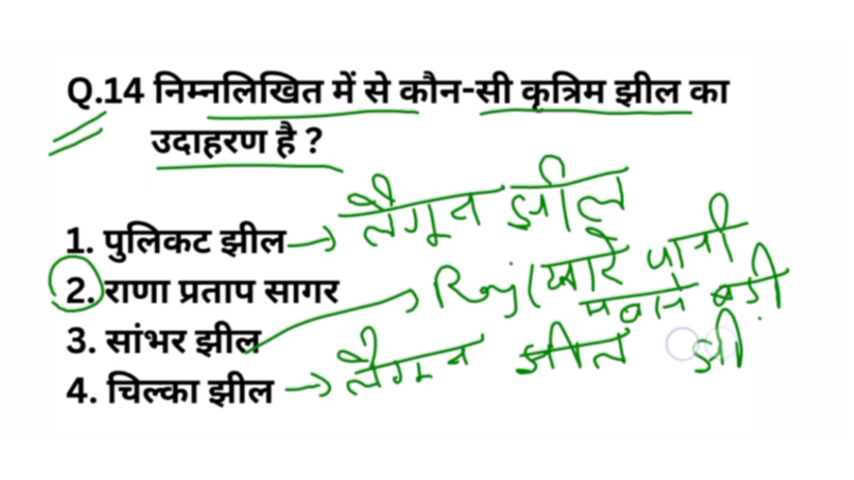 Q.14 निम्नलिखित में से कौन-सी कृत्रिम झील का
उदाहरण है ?
1. पुलिकट झील → लैगून झील
2. राणा प्रताप सागर
Raj (खारे पानी
3. सांभर झील
सबसे बड़ी
झी
4. चिल्का झील → लैगून झील